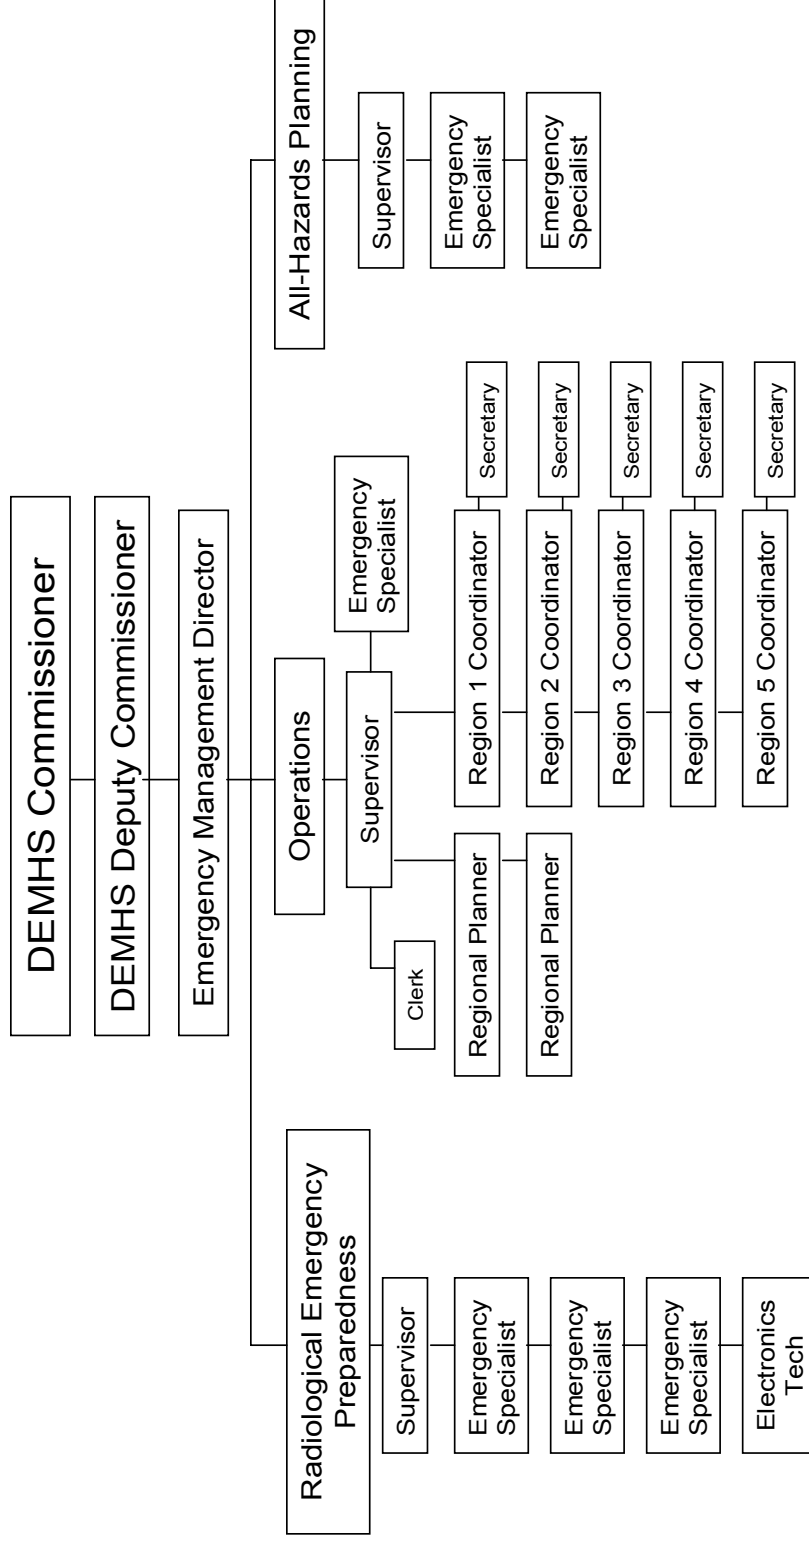 DEMHS Commissioner
DEMHS Deputy Commissioner
Emergency Management Director
Radiological Emergency
Preparedness
Supervisor
Emergency
Specialist
Emergency
Specialist
Emergency
Specialist
Electronics
Tech
Operations
Supervisor
Clerk
Emergency
Specialist
Regional Planner
Regional Planner
Region 1 Coordinator
Secretary
Region 2 Coordinator
Secretary
Region 3 Coordinator
Secretary
Region 4 Coordinator
Secretary
Region 5 Coordinator
Secretary
All-Hazards Planning
Supervisor
Emergency
Specialist
Emergency
Specialist